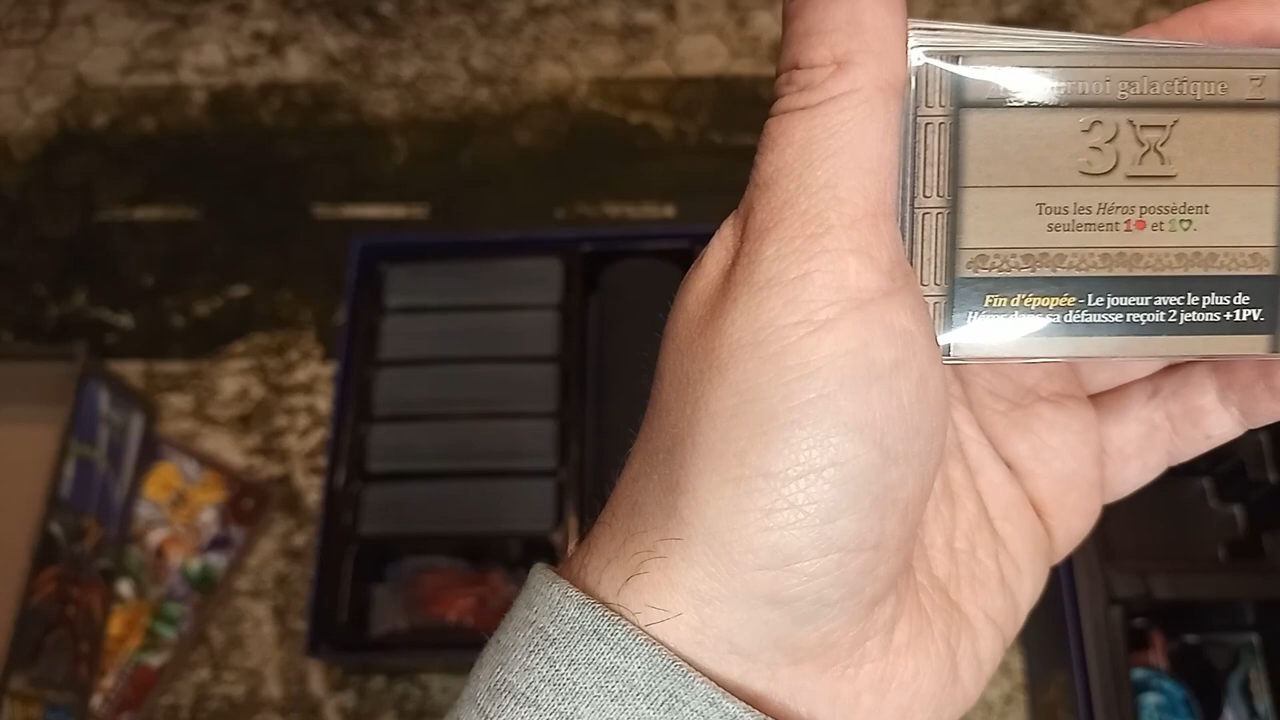 galactique
3
Tous les Héros possèdent
seulement 1 et 1.
Fin d'épopée - Le joueur avec le plus de
Héros dans sa défausse reçoit 2 jetons +1PV.